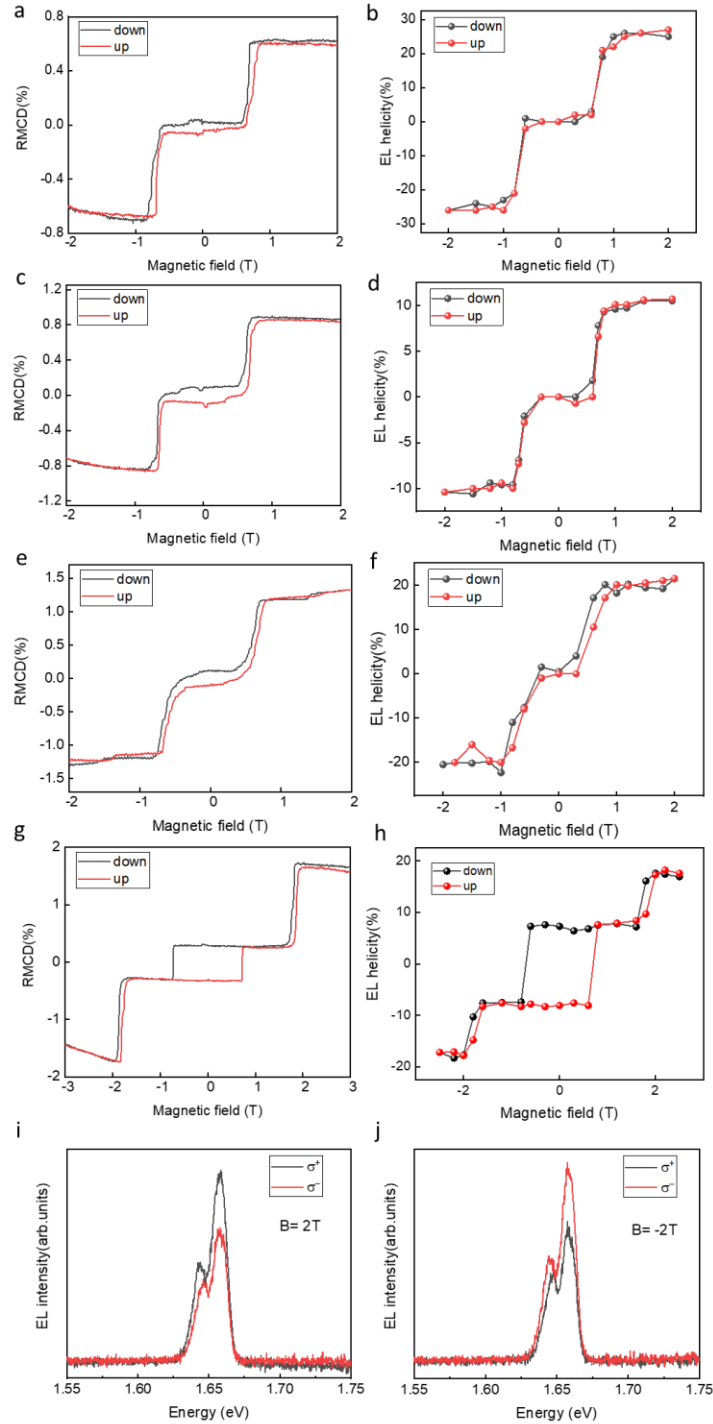 a
down
up
RMCD(%)
0.8
0.4
0.0
-0.4
-0.8
-2 -1 0 1 2
Magnetic field (T)
b
down
up
EL helicity(%)
30
20
10
0
-10
-20
-30
-2 -1 0 1 2
Magnetic field (T)
c
down
up
RMCD(%)
1.2
0.8
0.4
0.0
-0.4
-0.8
-1.2
-2 -1 0 1 2
Magnetic field (T)
d
down
up
EL helicity(%)
10
5
0
-5
-10
-2 -1 0 1 2
Magnetic field (T)
e
down
up
RMCD(%)
1.5
1.0
0.5
0.0
-0.5
-1.0
-1.5
-2 -1 0 1 2
Magnetic field (T)
f
down
up
EL helicity(%)
20
10
0
-10
-20
-2 -1 0 1 2
Magnetic field (T)
g
down
up
RMCD(%)
2
1
0
-1
-2
-3 -2 -1 0 1 2 3
Magnetic field (T)
h
down
up
EL helicity(%)
20
10
0
-10
-20
-2 0 2
Magnetic field (T)
i
σ⁺
σ⁻
B= 2T
EL intensity(arb.units)
1.55 1.60 1.65 1.70 1.75
Energy (eV)
j
σ⁺
σ⁻
B= -2T
EL intensity(arb.units)
1.55 1.60 1.65 1.70 1.75
Energy (eV)